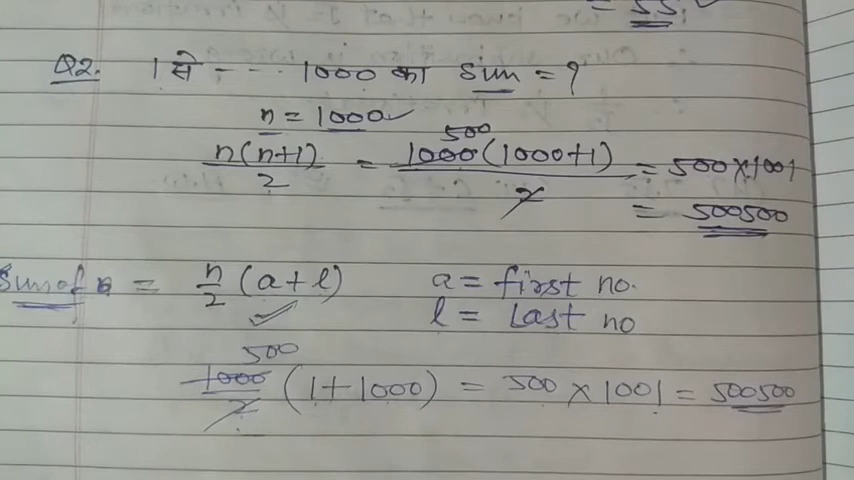 = 55
Q2. 1 से - - - 1000 का Sum = ?
n = 1000
500
n(n+1)/2 = 1000(1000+1)/2 = 500×1001
= 500500
Sum of n = n/2 (a+l) a = first no.
l = Last no
500
1000/2 (1+1000) = 500×1001 = 500500